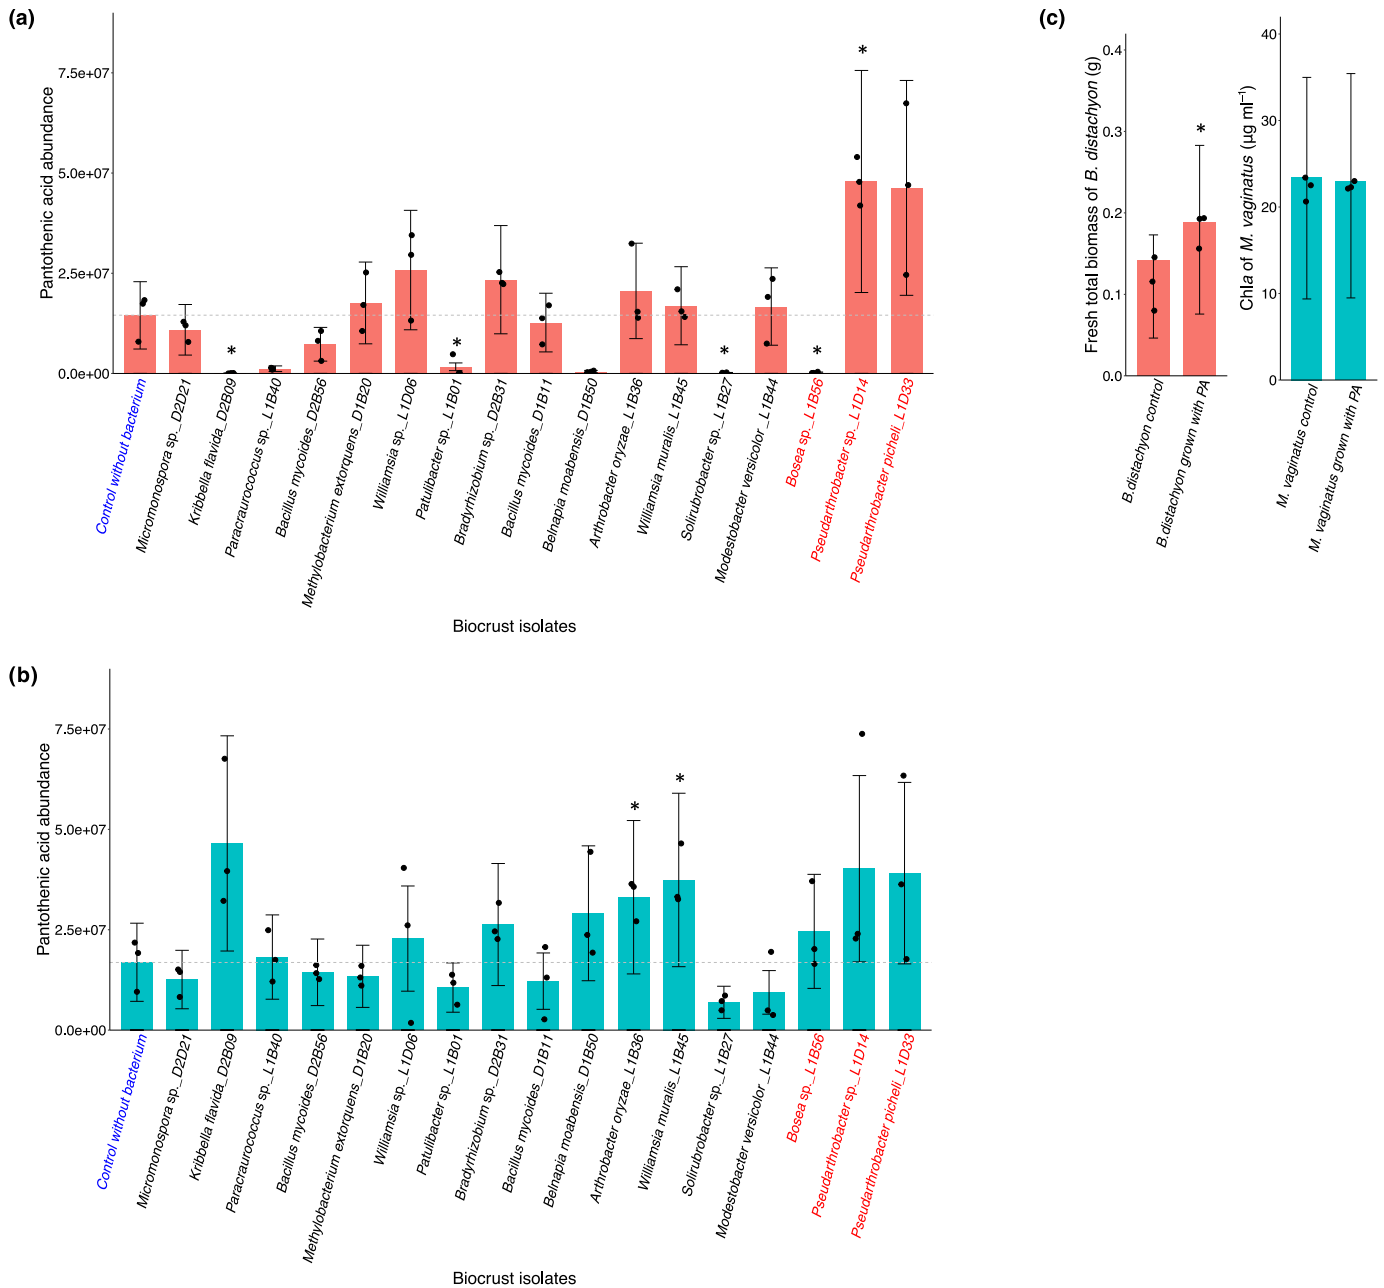 (a)
Pantothenic acid abundance
7.5e+07
5.0e+07
2.5e+07
0.0e+00
*
*
*
*
*
Control without bacterium
Micromonospora sp._D2D21
Kribbella flavida_D2B09
Paracraurococcus sp._L1B40
Bacillus mycoides_D2B56
Methylobacterium extorquens_D1B20
Williamsia sp._L1D06
Patulibacter sp._L1B01
Bradyrhizobium sp._D2B31
Bacillus mycoides_D1B11
Belnapia moabensis_D1B50
Arthrobacter oryzae_L1B36
Williamsia muralis_L1B45
Solirubrobacter sp._L1B27
Modestobacter versicolor_L1B44
Bosea sp._L1B56
Pseudarthrobacter sp._L1D14
Pseudarthrobacter picheli_L1D33
Biocrust isolates
(c)
Fresh total biomass of B. distachyon (g)
0.4
0.3
0.2
0.1
0.0
*
B.distachyon control
B.distachyon grown with PA
Chla of M. vaginatus (µg ml⁻¹)
40
30
20
10
0
M. vaginatus control
M. vaginatus grown with PA
(b)
Pantothenic acid abundance
7.5e+07
5.0e+07
2.5e+07
0.0e+00
*
*
Control without bacterium
Micromonospora sp._D2D21
Kribbella flavida_D2B09
Paracraurococcus sp._L1B40
Bacillus mycoides_D2B56
Methylobacterium extorquens_D1B20
Williamsia sp._L1D06
Patulibacter sp._L1B01
Bradyrhizobium sp._D2B31
Bacillus mycoides_D1B11
Belnapia moabensis_D1B50
Arthrobacter oryzae_L1B36
Williamsia muralis_L1B45
Solirubrobacter sp._L1B27
Modestobacter versicolor_L1B44
Bosea sp._L1B56
Pseudarthrobacter sp._L1D14
Pseudarthrobacter picheli_L1D33
Biocrust isolates